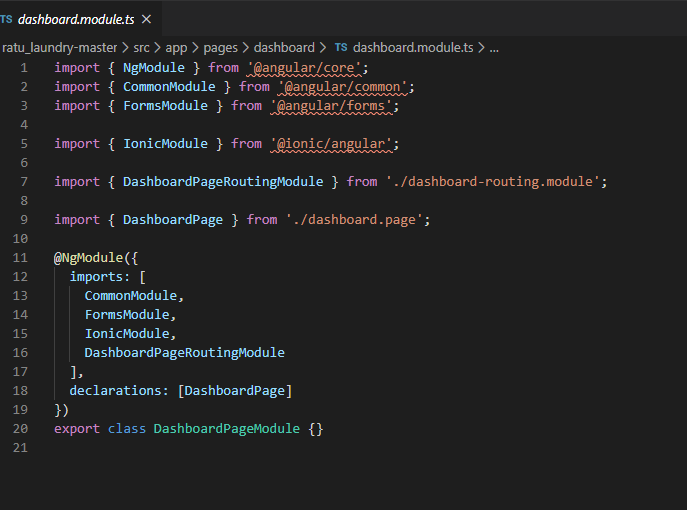 TS dashboard.module.ts ×
ratu_laundry-master > src > app > pages > dashboard > TS dashboard.module.ts > ...
1 import { NgModule } from '@angular/core';
2 import { CommonModule } from '@angular/common';
3 import { FormsModule } from '@angular/forms';
4
5 import { IonicModule } from '@ionic/angular';
6
7 import { DashboardPageRoutingModule } from './dashboard-routing.module';
8
9 import { DashboardPage } from './dashboard.page';
10
11 @NgModule({
12   imports: [
13     CommonModule,
14     FormsModule,
15     IonicModule,
16     DashboardPageRoutingModule
17   ],
18   declarations: [DashboardPage]
19 })
20 export class DashboardPageModule {}
21